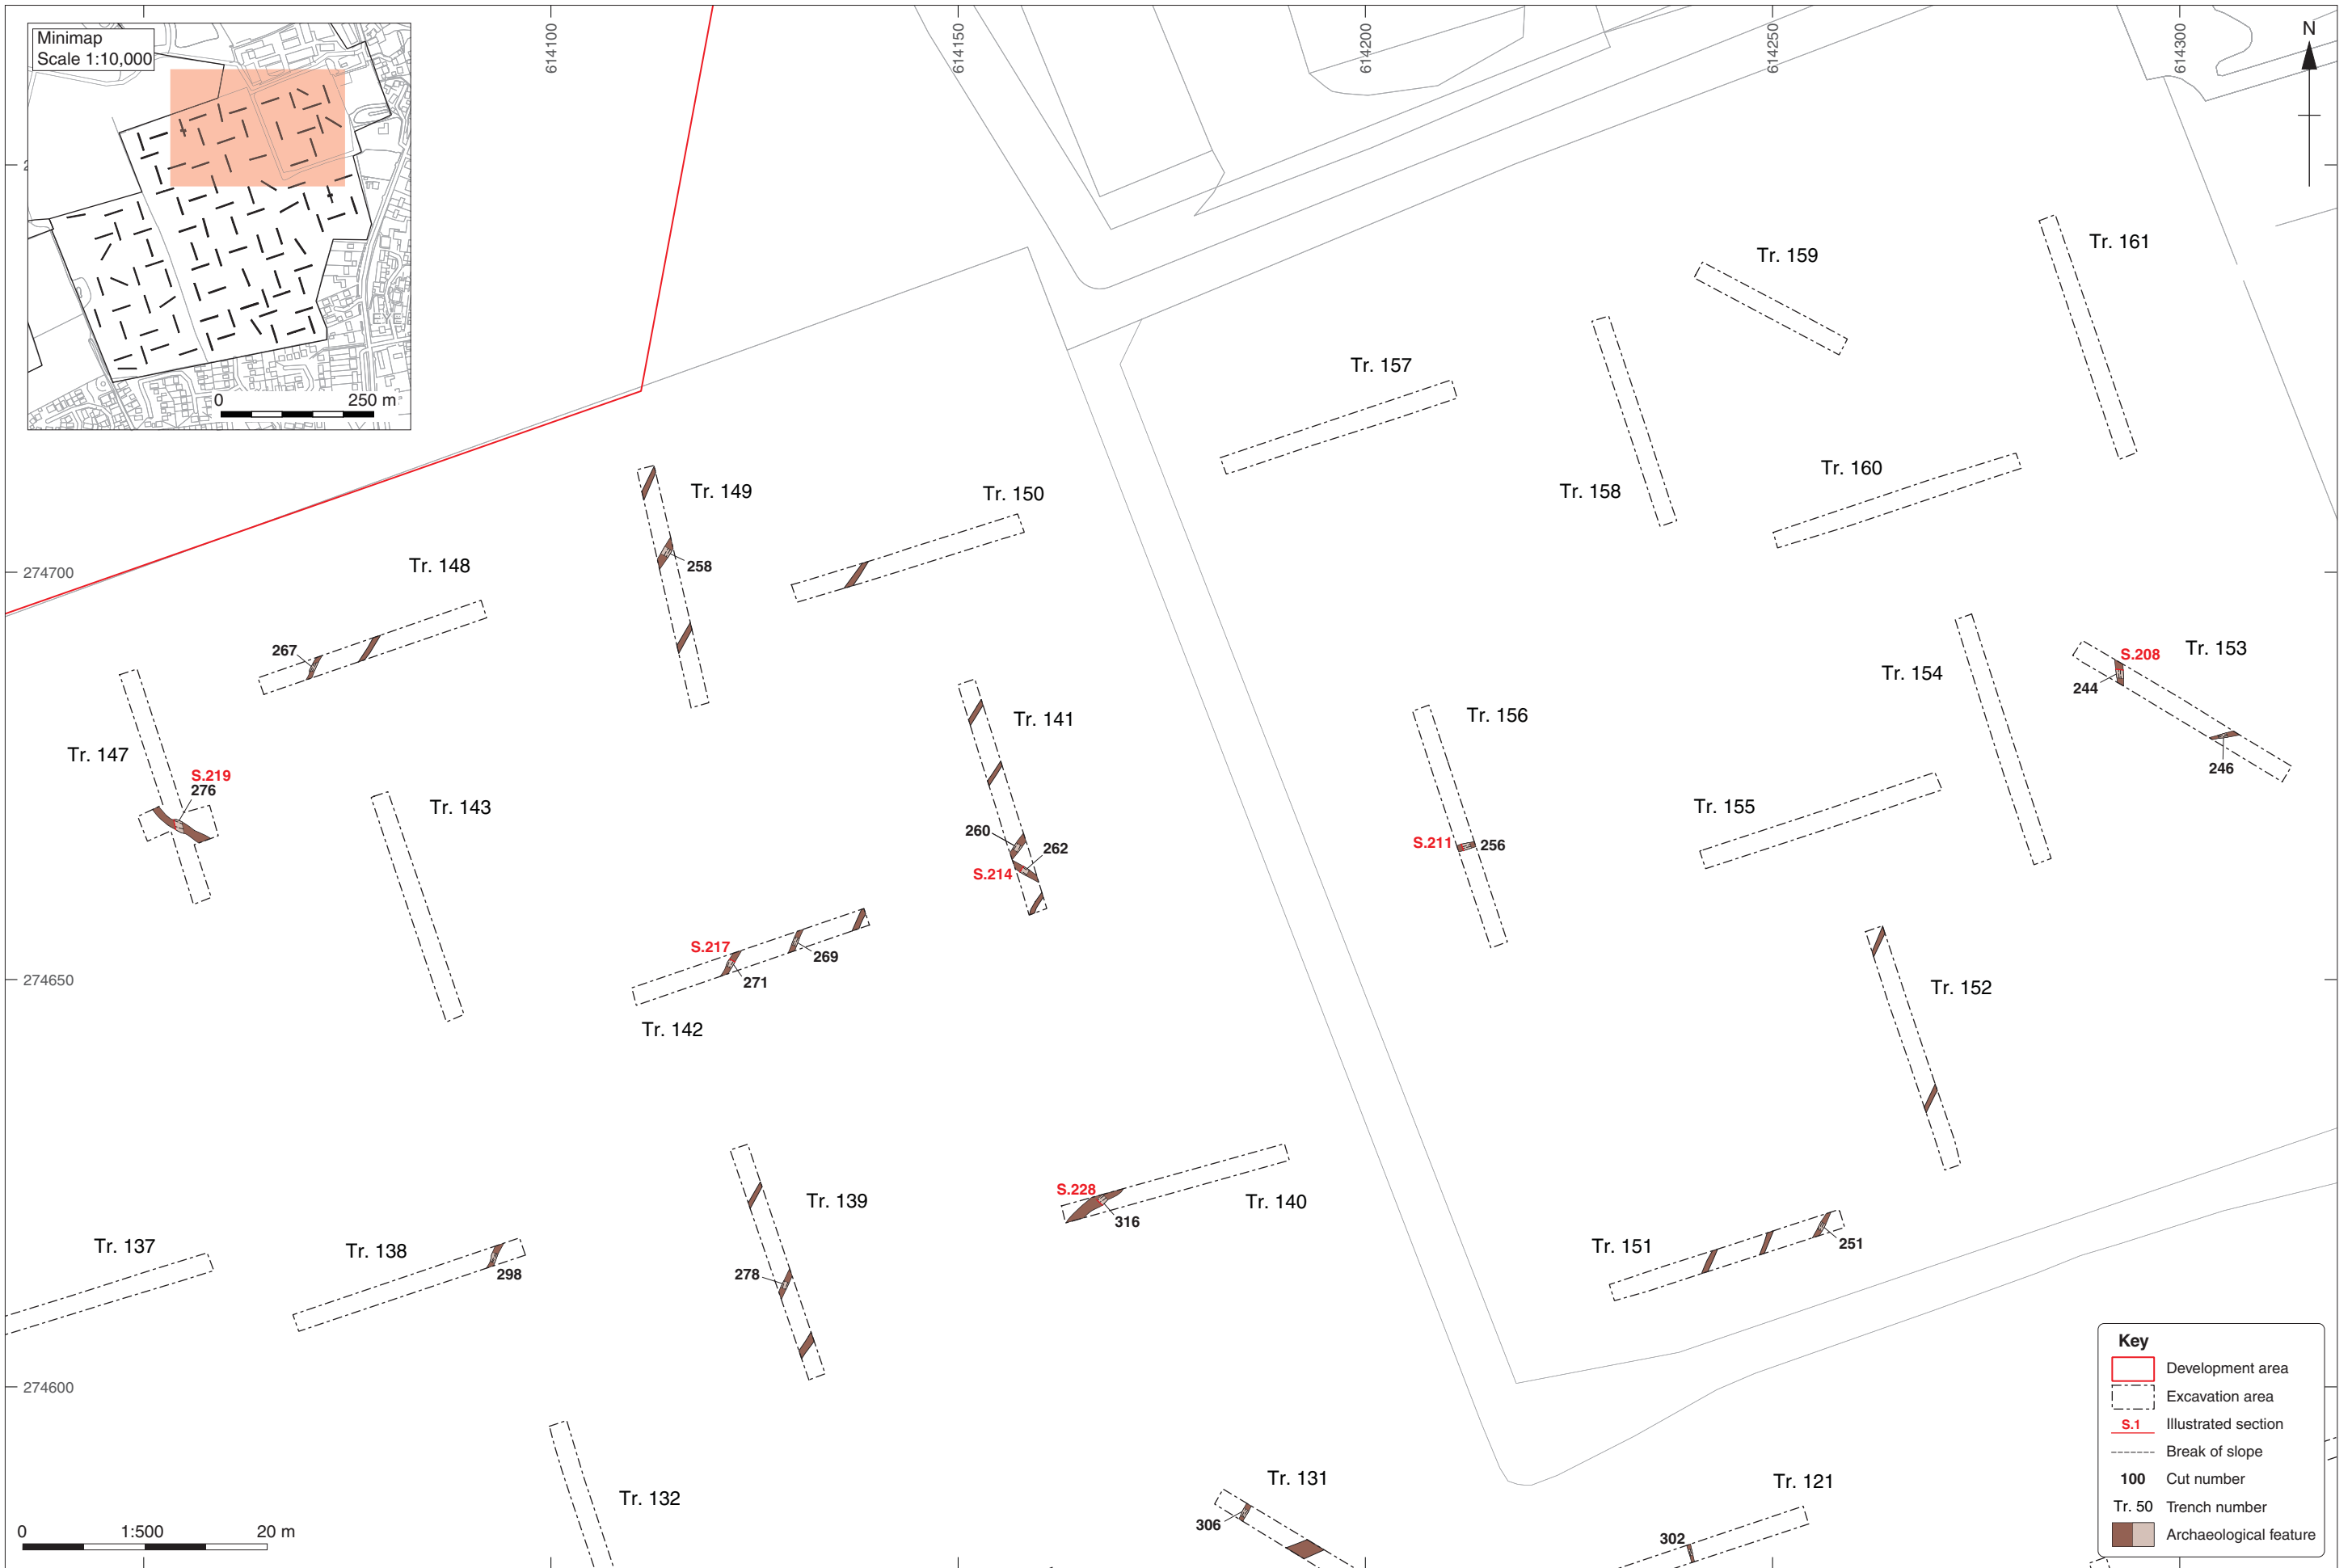 Minimap
Scale 1:10,000
0 250 m
614100
614150
614200
614250
614300
N
274700
274650
274600
Tr. 161
Tr. 159
Tr. 157
Tr. 158
Tr. 160
Tr. 149
258
Tr. 150
Tr. 148
267
Tr. 147
S.219
276
Tr. 143
Tr. 141
260
262
S.214
Tr. 156
S.211
256
Tr. 154
Tr. 153
S.208
244
246
Tr. 155
S.217
271
269
Tr. 142
Tr. 152
Tr. 139
278
S.228
316
Tr. 140
Tr. 137
Tr. 138
298
Tr. 151
251
Tr. 132
Tr. 131
306
Tr. 121
302
0 1:500 20 m
Key
Development area
Excavation area
S.1 Illustrated section
Break of slope
100 Cut number
Tr. 50 Trench number
Archaeological feature